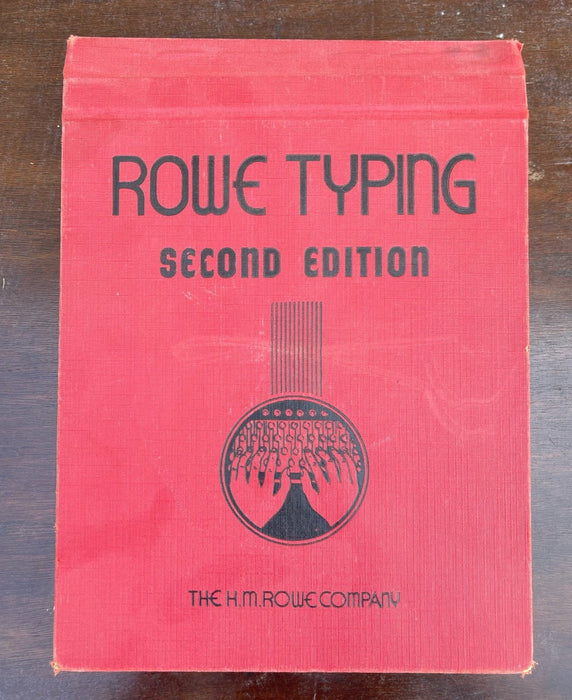 ROWE TYPING
SECOND EDITION
THE H.M.ROWE COMPANY